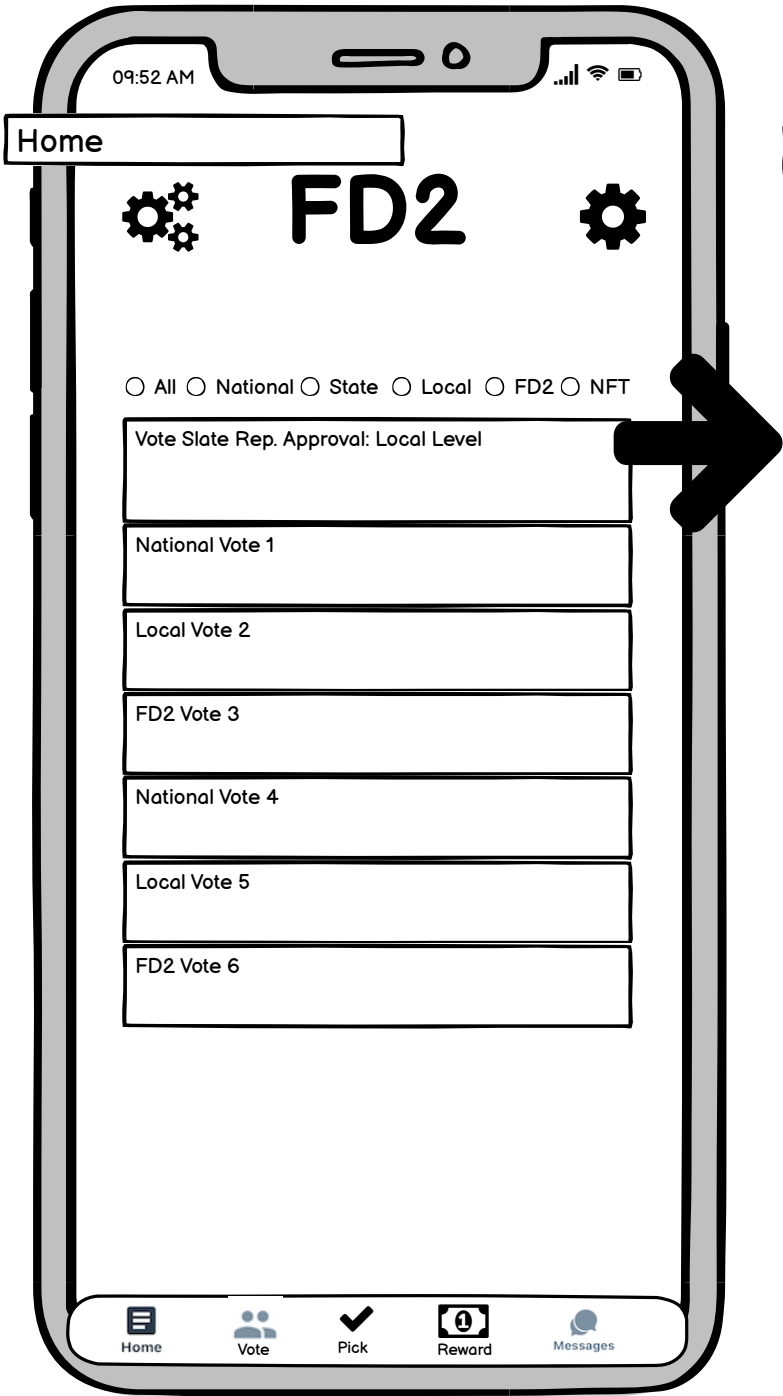 09:52 AM
Home
FD2
All National State Local FD2 NFT
Vote Slate Rep. Approval: Local Level
National Vote 1
Local Vote 2
FD2 Vote 3
National Vote 4
Local Vote 5
FD2 Vote 6
1
Home Vote Pick Reward Messages